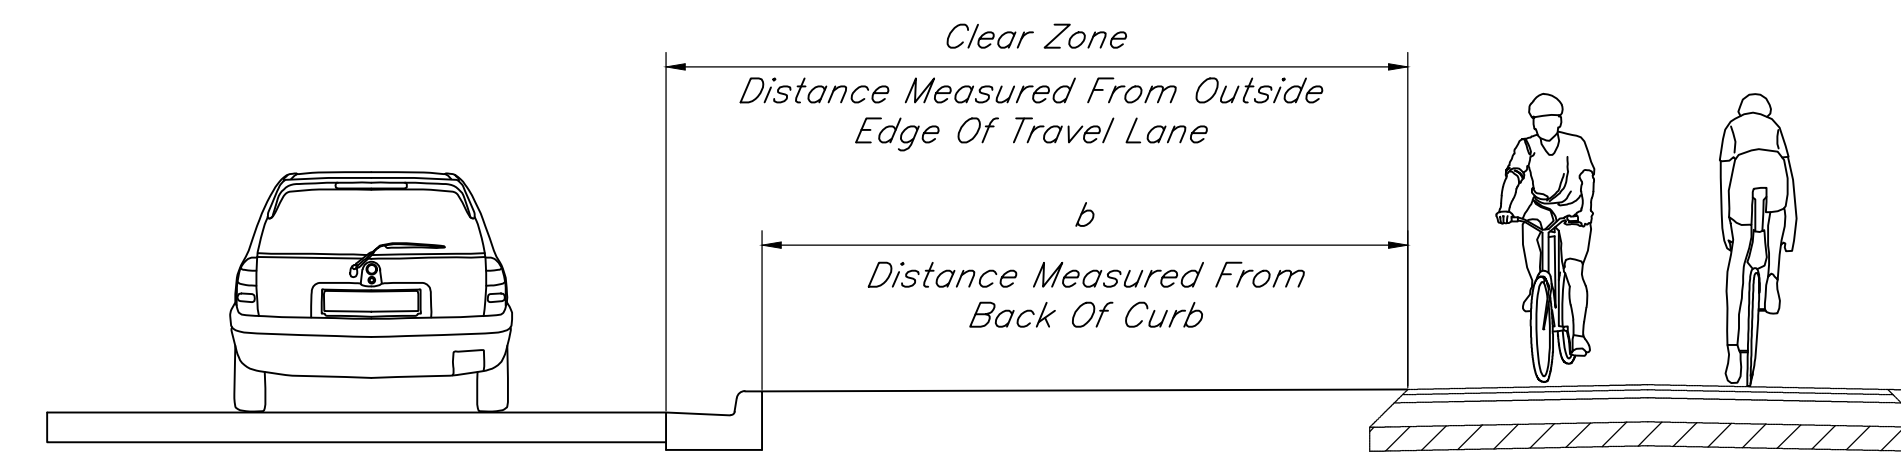 Clear Zone
Distance Measured From Outside
Edge Of Travel Lane
b
Distance Measured From
Back Of Curb